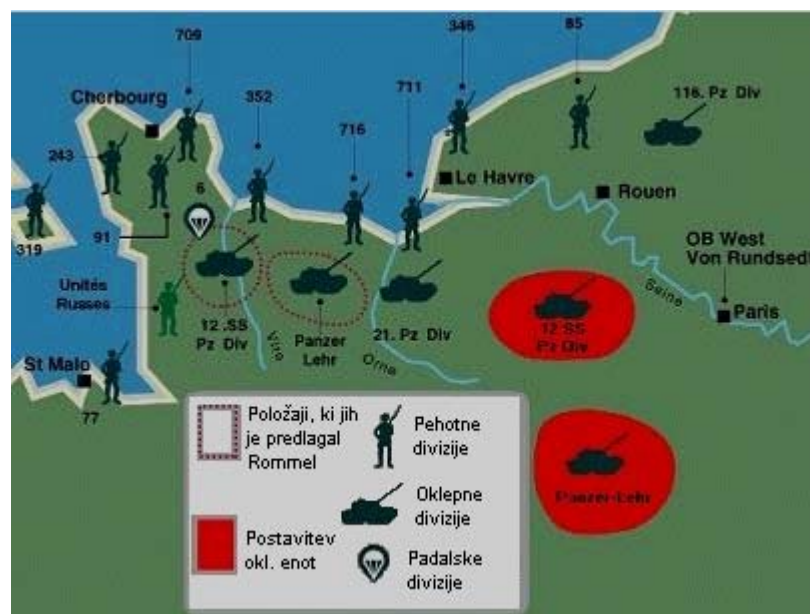 709
346
85
352
711
116. Pz Div
Cherbourg
716
243
Le Havre
6
Rouen
319
91
OB West
Von Rundsedt
Unités
Russes
Seine
12 .SS
Pz Div
Panzer
Lehr
21. Pz Div
12 SS
Pz Div
Paris
Vire
Orne
St Malo
77
Položaji, ki jih
je predlagal
Rommel
Pehotne
divizije
Panzer-Lehr
Oklepne
divizije
Postavitev
okl. enot
Padalske
divizije